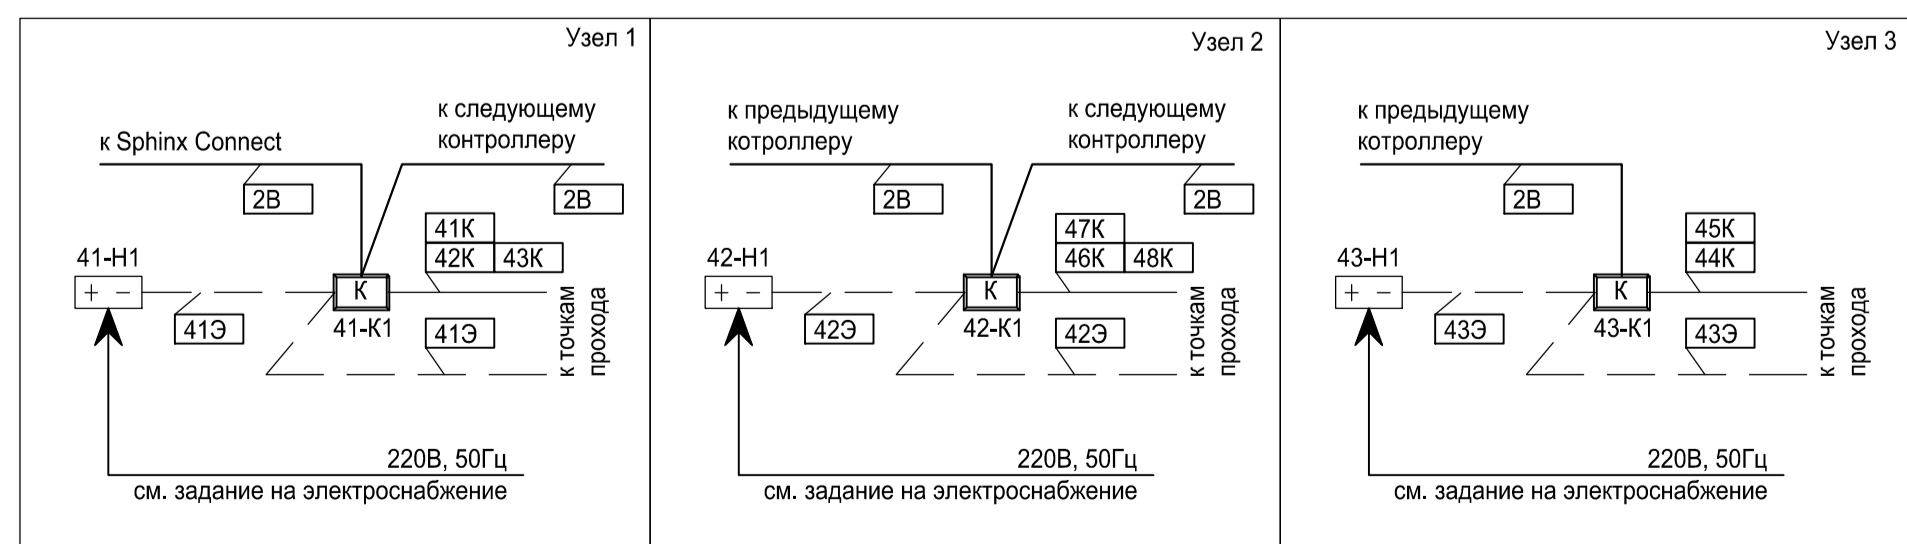 Узел 1
к Sphinx Connect
к следующему
контроллеру
2В
2В
41К
42К 43К
41-Н1
+ -
К
41Э
41-К1
41Э
к точкам
прохода
220В, 50Гц
см. задание на электроснабжение
Узел 2
к предыдущему
котроллеру
к следующему
контроллеру
2В
2В
47К
46К 48К
42-Н1
+ -
К
42Э
42-К1
42Э
к точкам
прохода
220В, 50Гц
см. задание на электроснабжение
Узел 3
к предыдущему
котроллеру
2В
45К
44К
43-Н1
+ -
К
43Э
43-К1
43Э
к точкам
прохода
220В, 50Гц
см. задание на электроснабжение